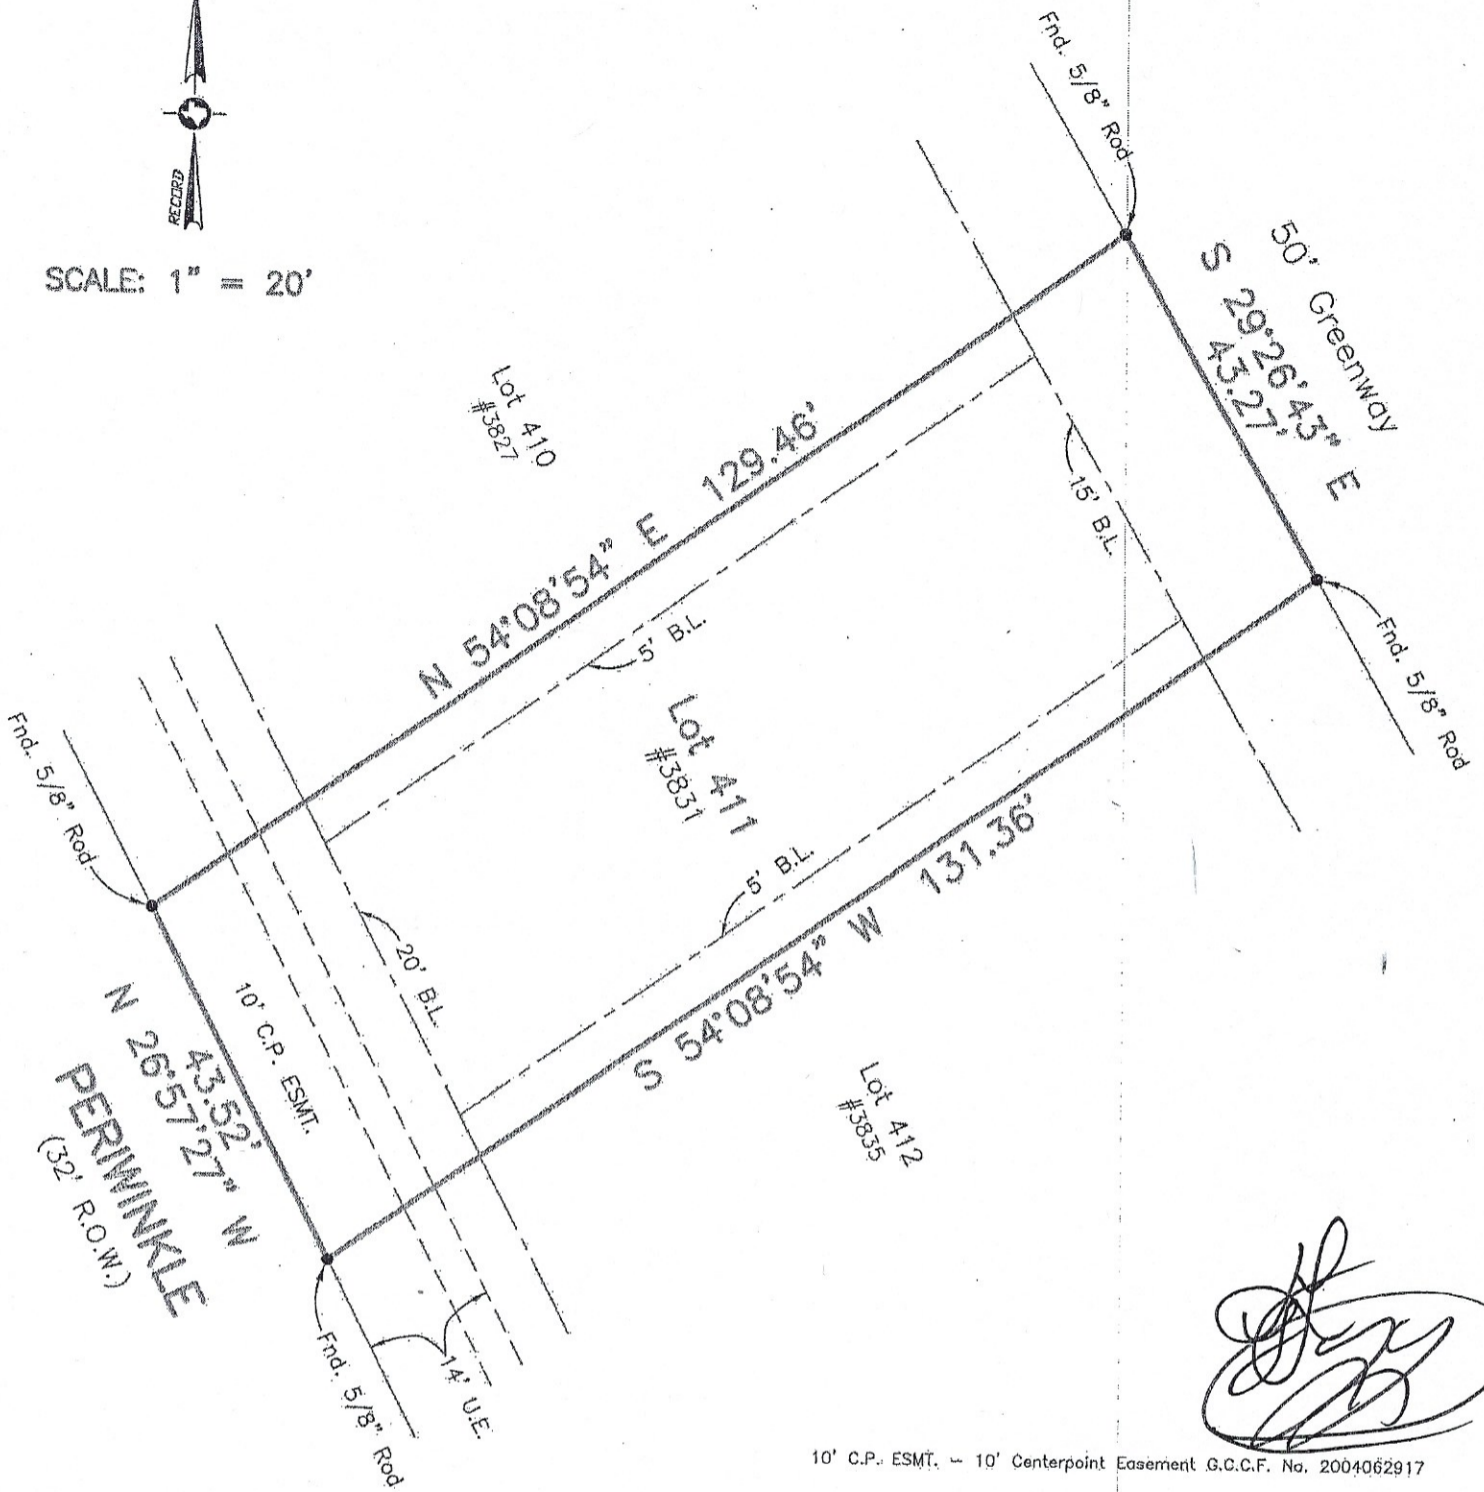 RECORD
SCALE: 1" = 20'
Fnd. 5/8" Rod
50' Greenway
S 29°26'43" E
43.27'
Lot 410
#3827
N 54°08'54" E 129.46'
15' B.L.
5' B.L.
Fnd. 5/8" Rod
Lot 411
#3831
Fnd. 5/8" Rod
5' B.L.
S 54°08'54" W 131.36'
20' B.L.
10' C.P. ESMT.
43.52'
N 26°57'27" W
PERIWINKLE
(32' R.O.W.)
Lot 412
#3835
14' U.E.
Fnd. 5/8" Rod
10' C.P. ESMT. – 10' Centerpoint Easement G.C.C.F. No. 2004062917